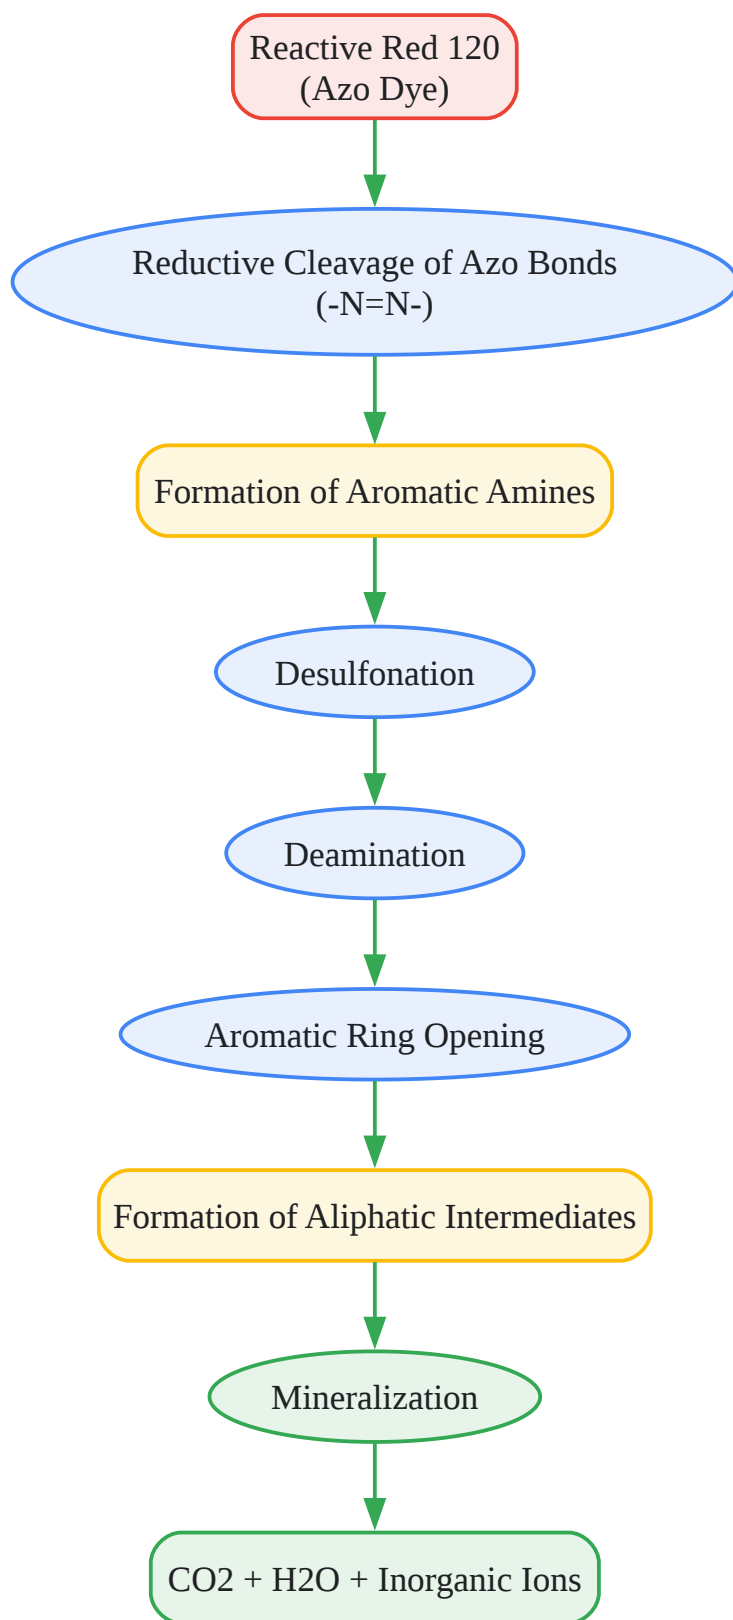 Reactive Red 120
(Azo Dye)
Reductive Cleavage of Azo Bonds
(-N=N-)
Formation of Aromatic Amines
Desulfonation
Deamination
Aromatic Ring Opening
Formation of Aliphatic Intermediates
Mineralization
CO2 + H2O + Inorganic Ions